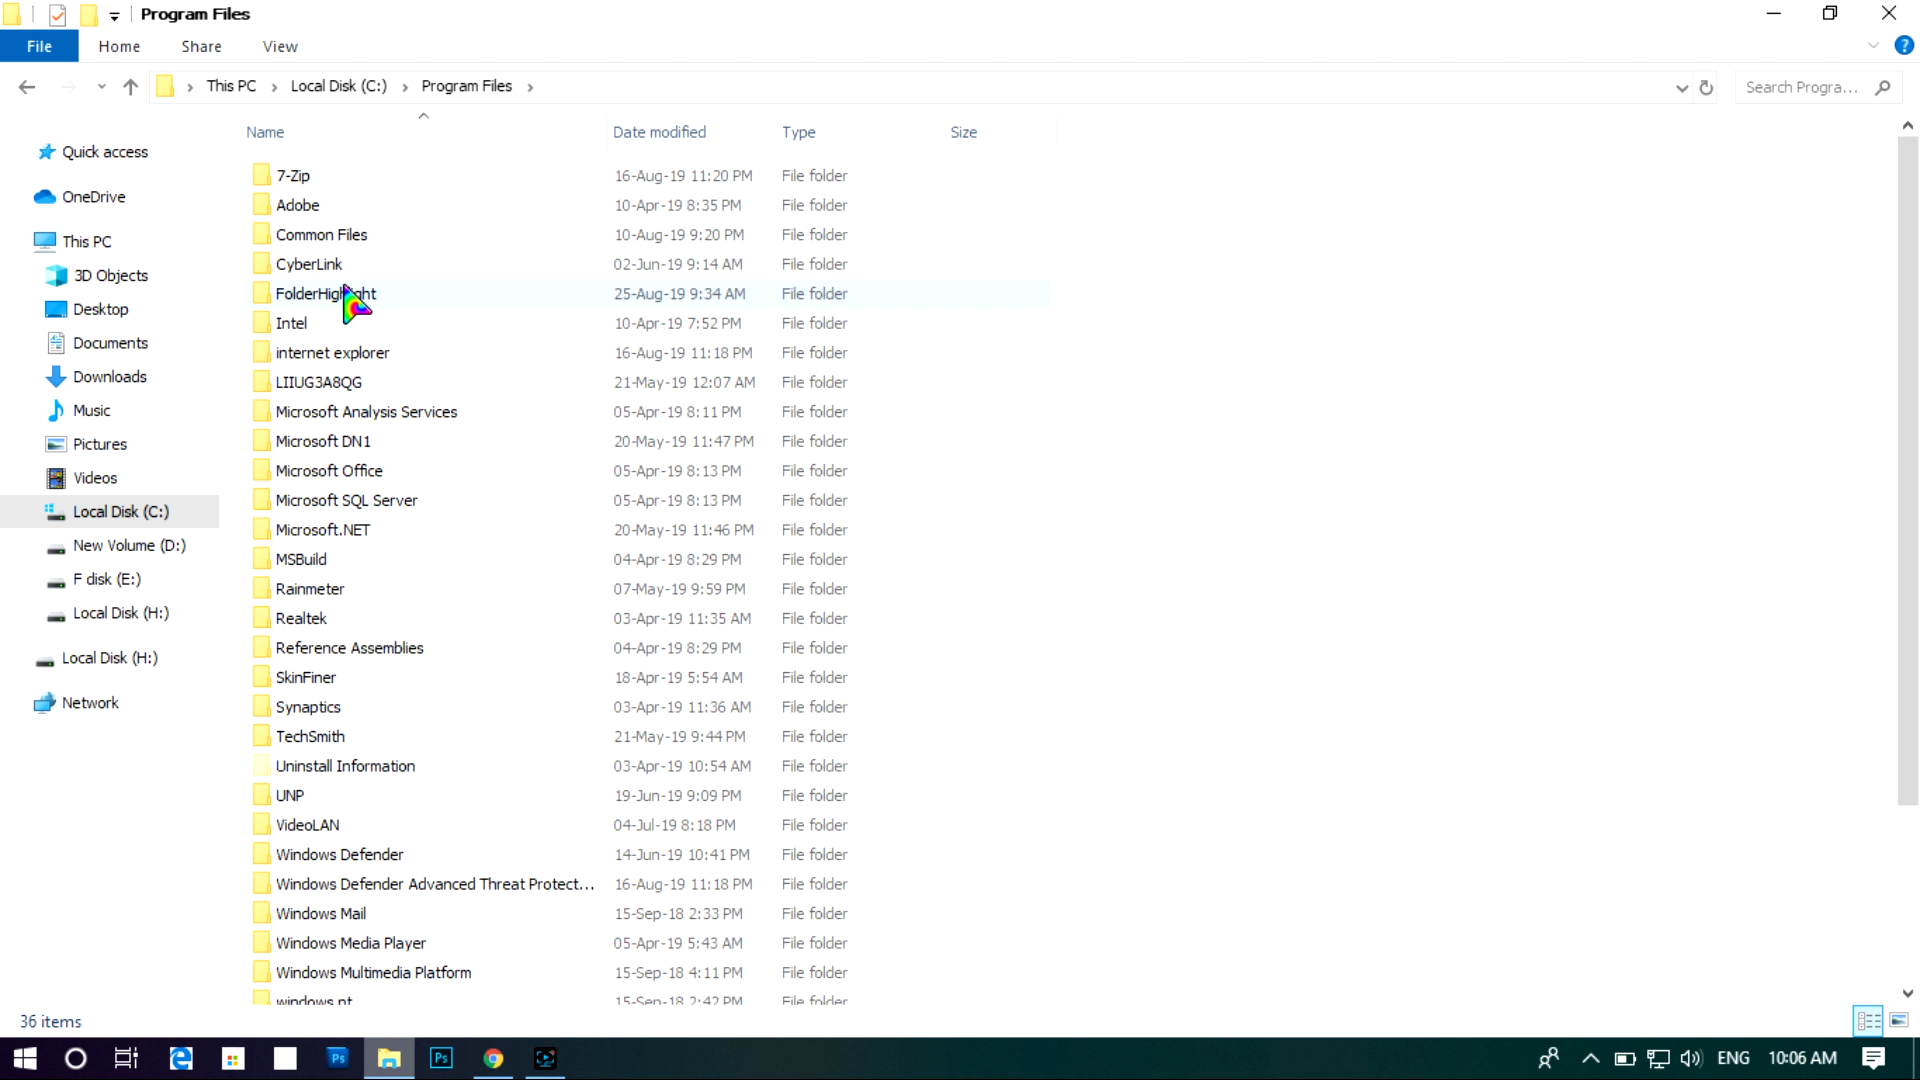 Program Files
File Home Share View
This PC Local Disk (C:) Program Files Search Progra...
Name Date modified Type Size
Quick access
OneDrive
This PC
3D Objects
Desktop
Documents
Downloads
Music
Pictures
Videos
Local Disk (C:)
New Volume (D:)
F disk (E:)
Local Disk (H:)
Local Disk (H:)
Network
7-Zip 16-Aug-19 11:20 PM File folder
Adobe 10-Apr-19 8:35 PM File folder
Common Files 10-Aug-19 9:20 PM File folder
CyberLink 02-Jun-19 9:14 AM File folder
FolderHighlight 25-Aug-19 9:34 AM File folder
Intel 10-Apr-19 7:52 PM File folder
internet explorer 16-Aug-19 11:18 PM File folder
LIIUG3A8QG 21-May-19 12:07 AM File folder
Microsoft Analysis Services 05-Apr-19 8:11 PM File folder
Microsoft DN1 20-May-19 11:47 PM File folder
Microsoft Office 05-Apr-19 8:13 PM File folder
Microsoft SQL Server 05-Apr-19 8:13 PM File folder
Microsoft.NET 20-May-19 11:46 PM File folder
MSBuild 04-Apr-19 8:29 PM File folder
Rainmeter 07-May-19 9:59 PM File folder
Realtek 03-Apr-19 11:35 AM File folder
Reference Assemblies 04-Apr-19 8:29 PM File folder
SkinFiner 18-Apr-19 5:54 AM File folder
Synaptics 03-Apr-19 11:36 AM File folder
TechSmith 21-May-19 9:44 PM File folder
Uninstall Information 03-Apr-19 10:54 AM File folder
UNP 19-Jun-19 9:09 PM File folder
VideoLAN 04-Jul-19 8:18 PM File folder
Windows Defender 14-Jun-19 10:41 PM File folder
Windows Defender Advanced Threat Protect... 16-Aug-19 11:18 PM File folder
Windows Mail 15-Sep-18 2:33 PM File folder
Windows Media Player 05-Apr-19 5:43 AM File folder
Windows Multimedia Platform 15-Sep-18 4:11 PM File folder
windows nt 15-Sep-18 2:42 PM File folder
36 items
Ps Ps ENG 10:06 AM